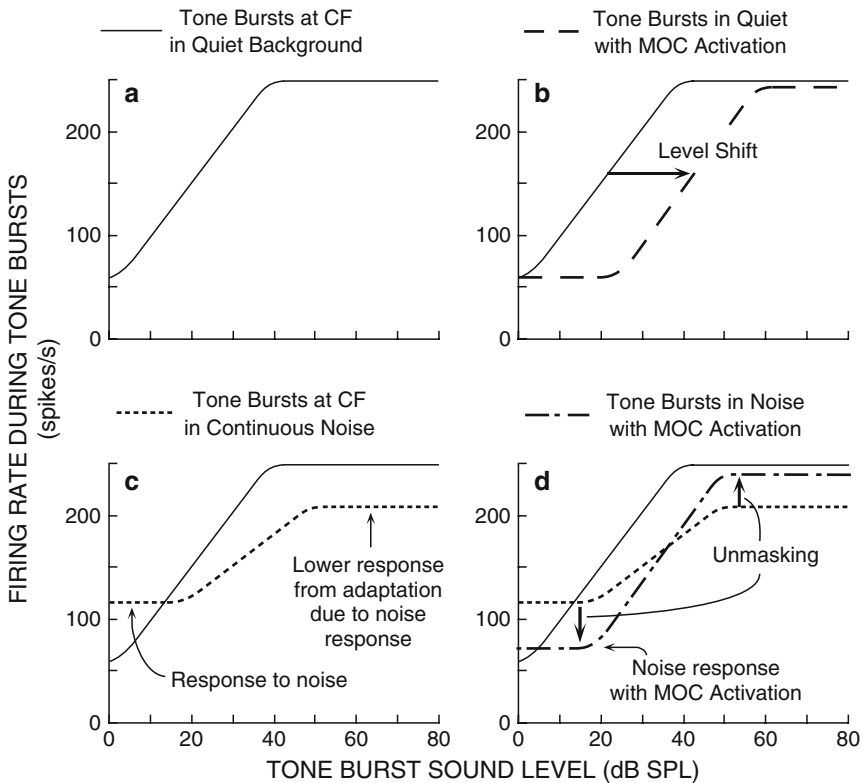 Tone Bursts at CF
in Quiet Background
Tone Bursts in Quiet
with MOC Activation
a
200
100
0
b
Level Shift
200
100
0
Tone Bursts at CF
in Continuous Noise
Tone Bursts in Noise
with MOC Activation
c
200
100
0
Lower response
from adaptation
due to noise
response
Response to noise
0
20
40
60
80
d
200
100
0
Unmasking
Noise response
with MOC Activation
0
20
40
60
80
FIRING RATE DURING TONE BURSTS
(spikes/s)
TONE BURST SOUND LEVEL (dB SPL)